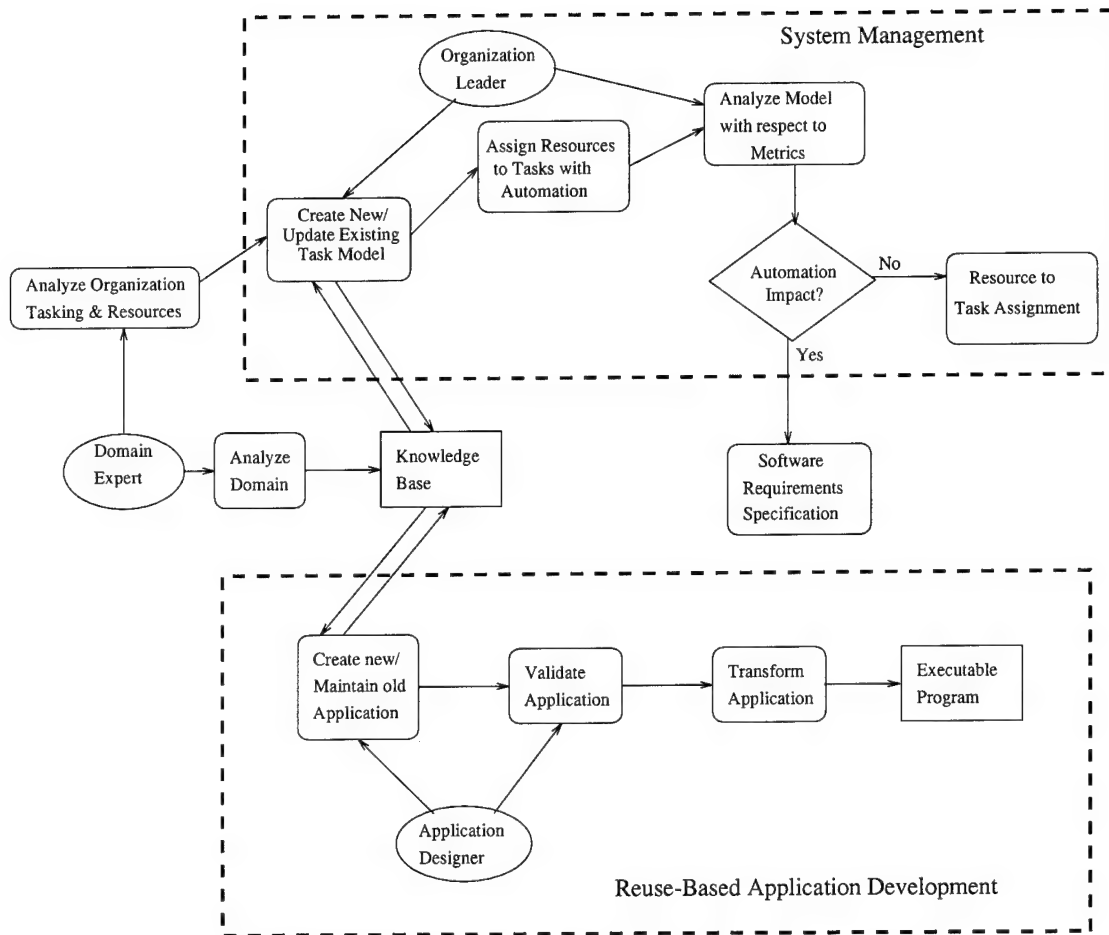 System Management
Organization
Leader
Analyze Model
with respect to
Metrics
Assign Resources
to Tasks with
Automation
Create New/
Update Existing
Task Model
Analyze Organization
Tasking & Resources
Automation
Impact?
No
Resource to
Task Assignment
Yes
Domain
Expert
Analyze
Domain
Knowledge
Base
Software
Requirements
Specification
Create new/
Maintain old
Application
Validate
Application
Transform
Application
Executable
Program
Application
Designer
Reuse-Based Application Development